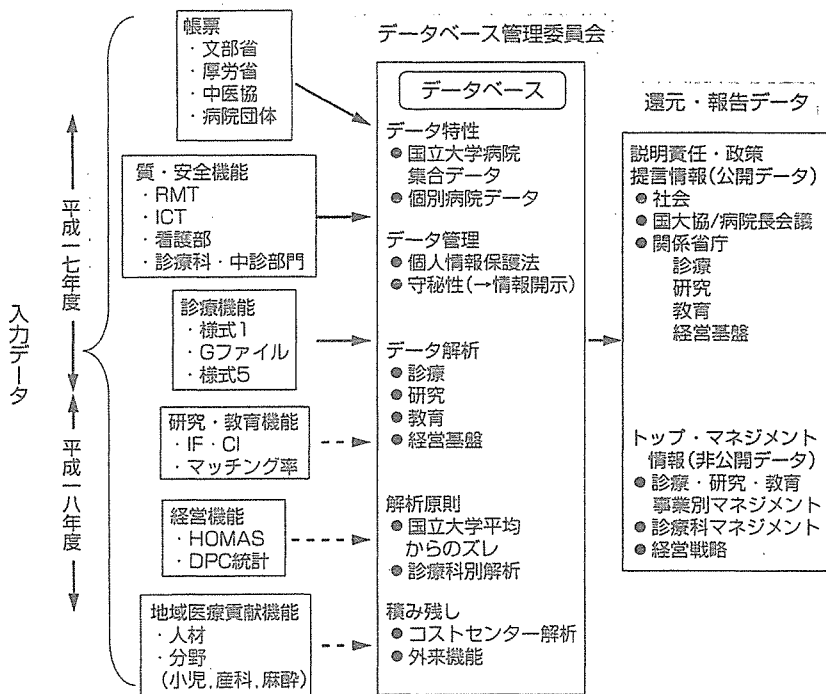 入力データ
平成一七年度
平成一八年度
帳票
・文部省
・厚労省
・中医協
・病院団体
質・安全機能
・RMT
・ICT
・看護部
・診療科・中診部門
診療機能
・様式1
・Gファイル
・様式5
研究・教育機能
・IF・CI
・マッチング率
経営機能
・HOMAS
・DPC統計
地域医療貢献機能
・人材
・分野
(小児,産科,麻酔)
データベース管理委員会
データベース
データ特性
●国立大学病院
集合データ
●個別病院データ
データ管理
●個人情報保護法
●守秘性(→情報開示)
データ解析
●診療
●研究
●教育
●経営基盤
解析原則
●国立大学平均
からのズレ
●診療科別解析
積み残し
●コストセンター解析
●外来機能
還元・報告データ
説明責任・政策
提言情報(公開データ)
●社会
●国大協/病院長会議
●関係省庁
診療
研究
教育
経営基盤
トップ・マネジメント
情報(非公開データ)
●診療・研究・教育
事業別マネジメント
●診療科マネジメント
●経営戦略